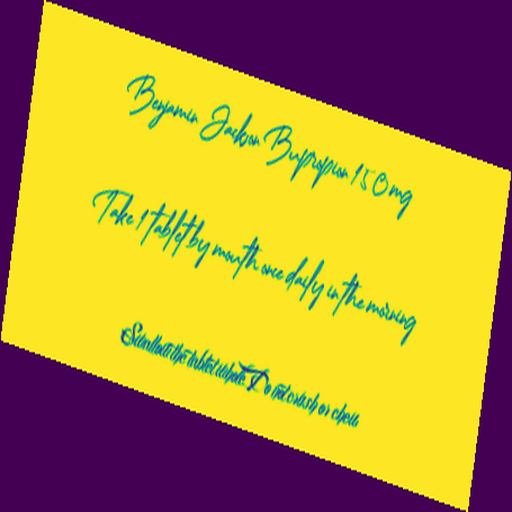 Benjamin Jackson Bupropion 150mg
Take 1 tablet by mouth once daily in the morning
Swallow the tablet whole. Do not crush or chew